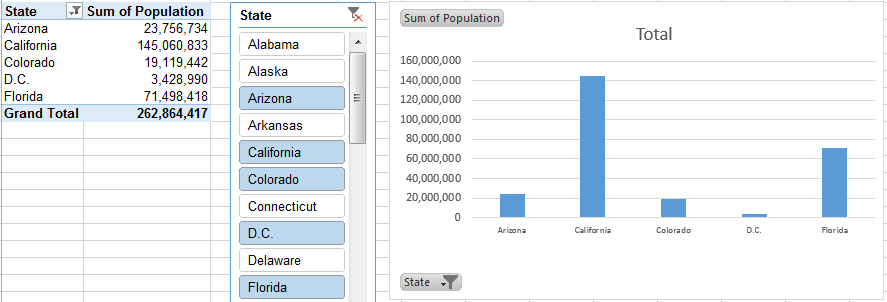 State Sum of Population
Arizona 23,756,734
California 145,060,833
Colorado 19,119,442
D.C. 3,428,990
Florida 71,498,418
Grand Total 262,864,417
State
Alabama
Alaska
Arizona
Arkansas
California
Colorado
Connecticut
D.C.
Delaware
Florida
Sum of Population
Total
160,000,000
140,000,000
120,000,000
100,000,000
80,000,000
60,000,000
40,000,000
20,000,000
0
Arizona California Colorado D.C. Florida
State